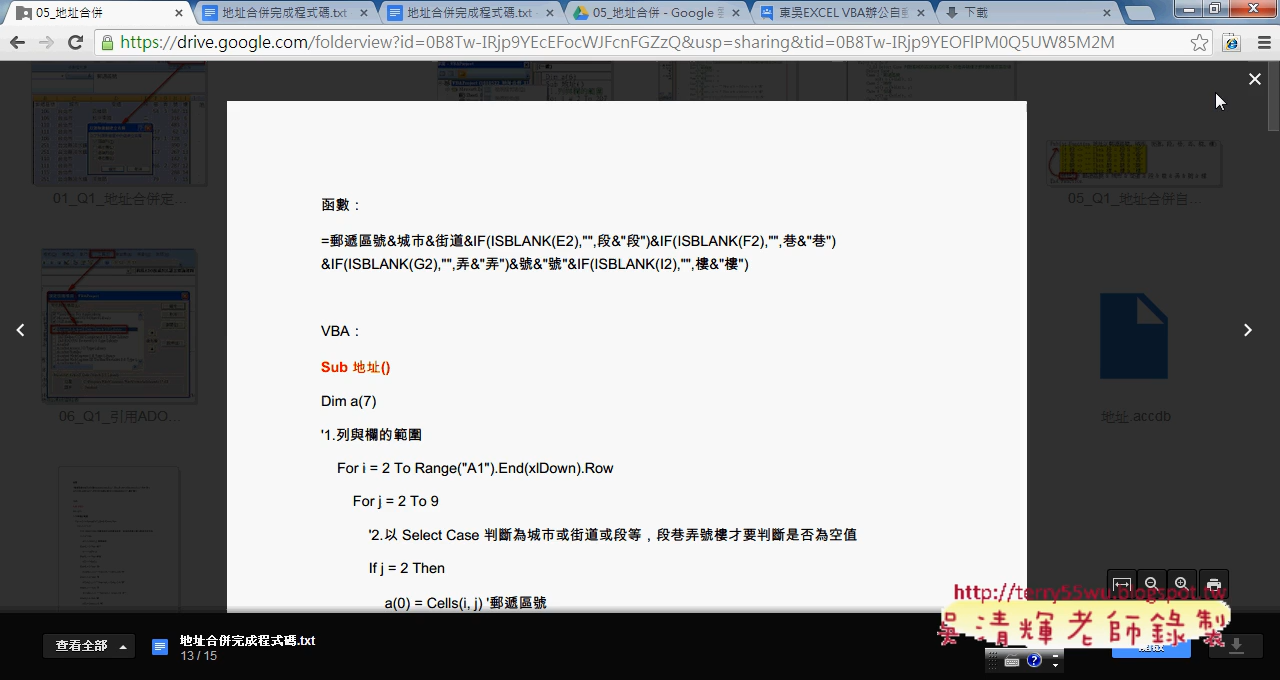 05_地址合併
地址合併完成程式碼.txt
地址合併完成程式碼.txt -
05_地址合併 - Google
東吳EXCEL VBA辦公自動
下載
https://drive.google.com/folderview?id=0B8Tw-IRjp9YEcEFocWJFcnFGZzQ&usp=sharing&tid=0B8Tw-IRjp9YEOFlPM0Q5UW85M2M
01_Q1_地址合併定...
05_Q1_地址合併自...
函數：
=郵遞區號&城市&街道&IF(ISBLANK(E2),"",段&"段")&IF(ISBLANK(F2),"",巷&"巷")
&IF(ISBLANK(G2),"",弄&"弄")&號&"號"&IF(ISBLANK(I2),"",樓&"樓")
VBA：
Sub 地址()
Dim a(7)
'1.列與欄的範圍
For i = 2 To Range("A1").End(xlDown).Row
For j = 2 To 9
'2.以 Select Case 判斷為城市或街道或段等，段巷弄號樓才要判斷是否為空值
If j = 2 Then
a(0) = Cells(i, j) '郵遞區號
06_Q1_引用ADO...
地址.accdb
http://terry55wu.blogspot.tw
吳清輝老師錄製
查看全部
地址合併完成程式碼.txt
13 / 15